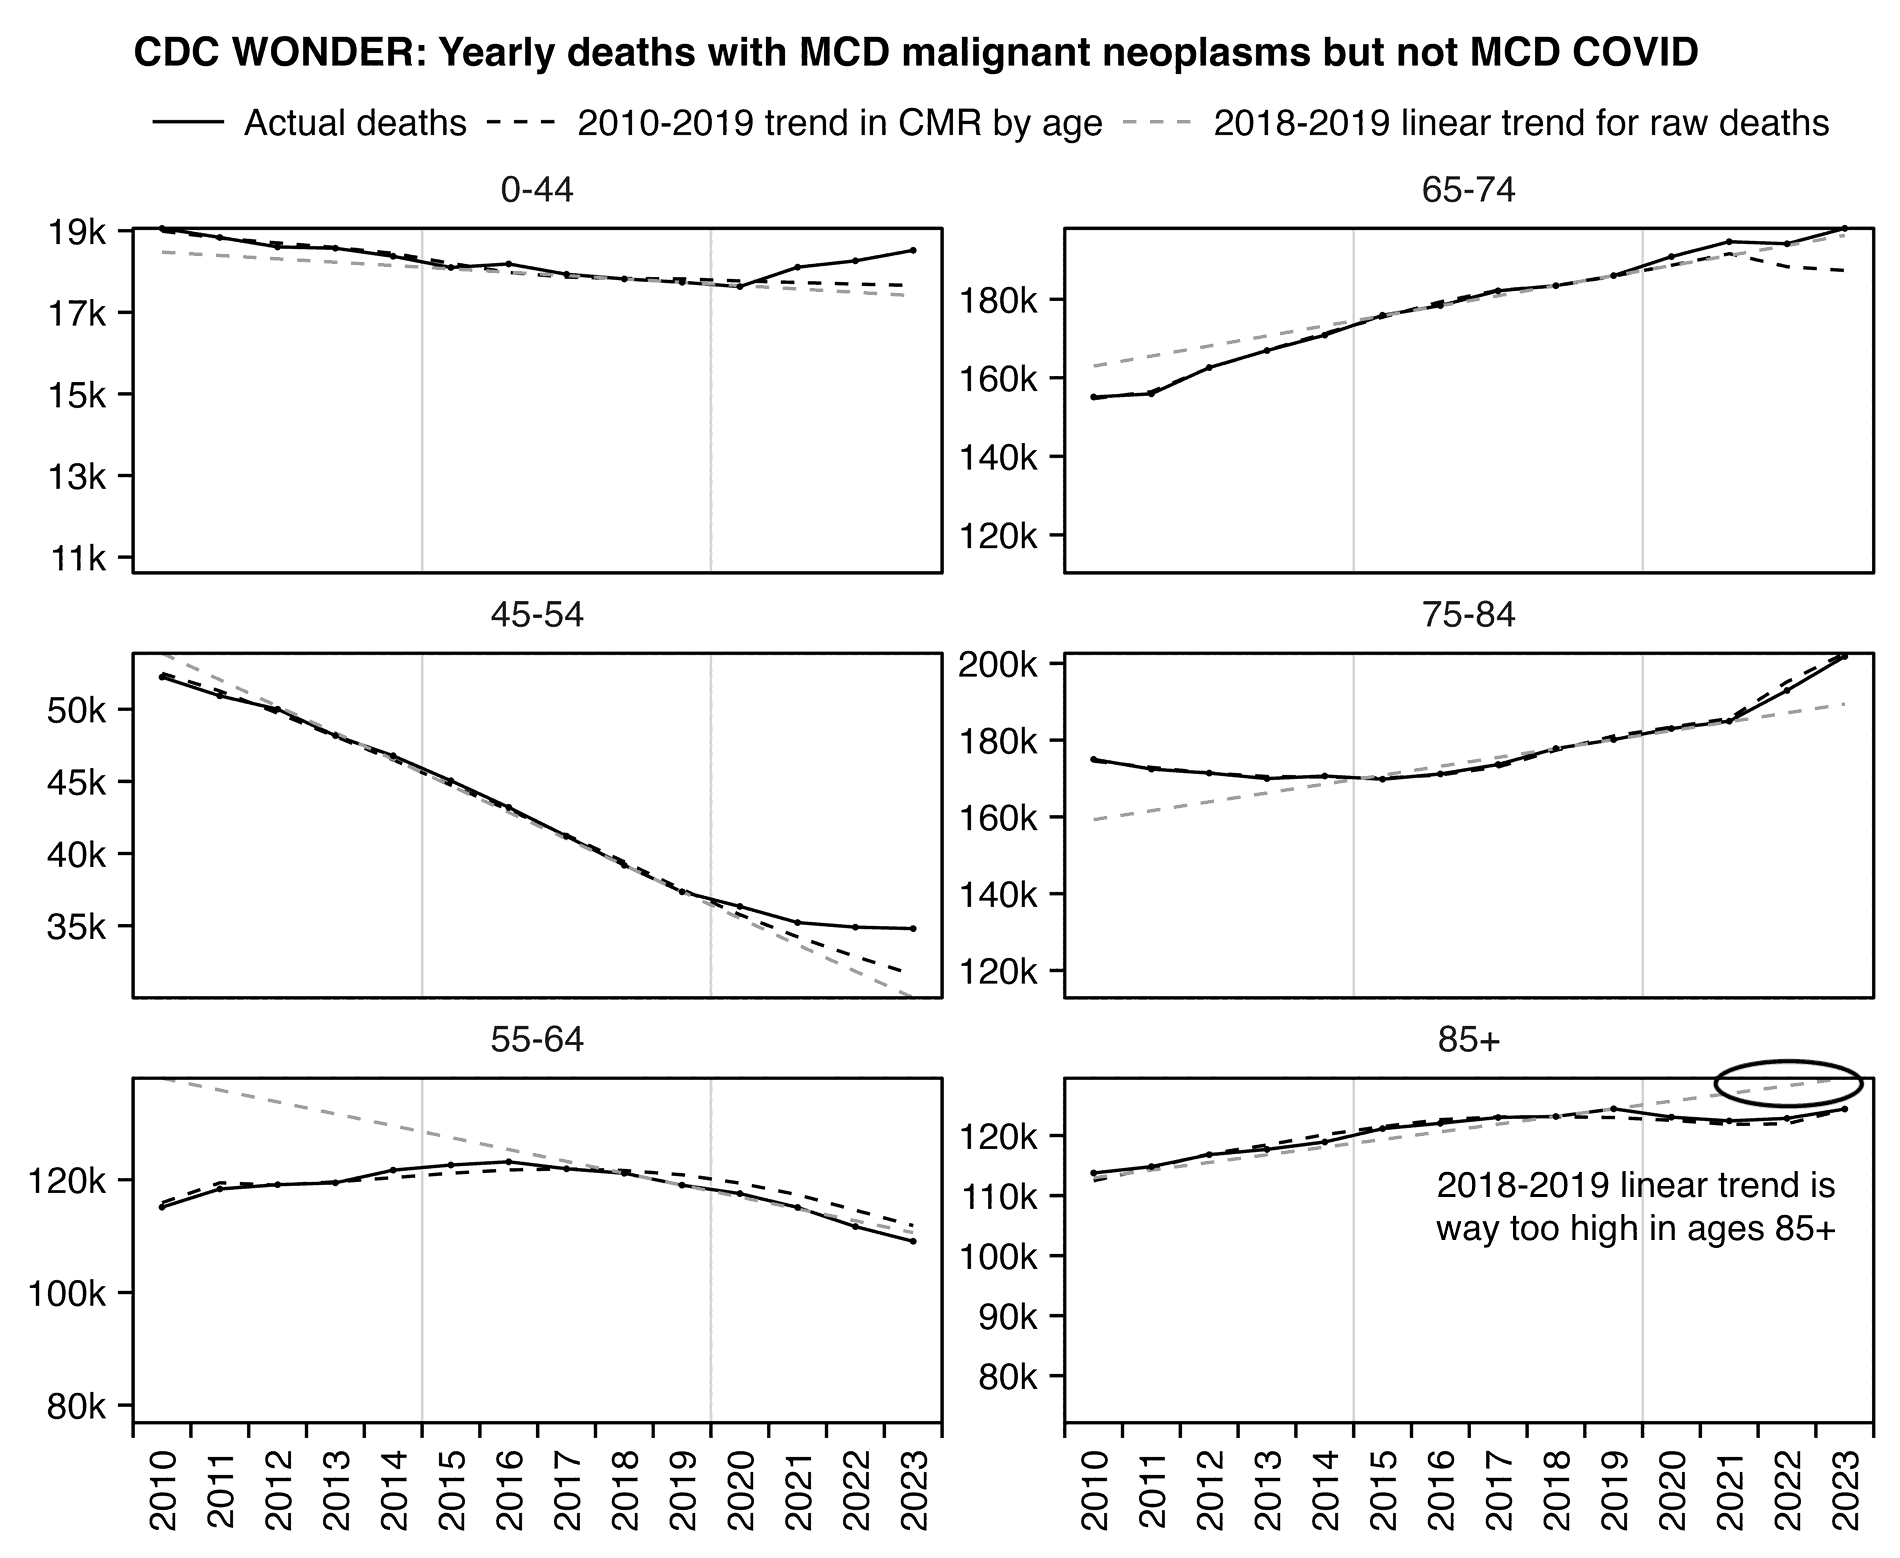 CDC WONDER: Yearly deaths with MCD malignant neoplasms but not MCD COVID
Actual deaths 2010-2019 trend in CMR by age 2018-2019 linear trend for raw deaths
0-44
19k
17k
15k
13k
11k
65-74
180k
160k
140k
120k
45-54
50k
45k
40k
35k
75-84
200k
180k
160k
140k
120k
55-64
120k
100k
80k
85+
120k
110k
100k
90k
80k
2018-2019 linear trend is
way too high in ages 85+
2010 2011 2012 2013 2014 2015 2016 2017 2018 2019 2020 2021 2022 2023
2010 2011 2012 2013 2014 2015 2016 2017 2018 2019 2020 2021 2022 2023